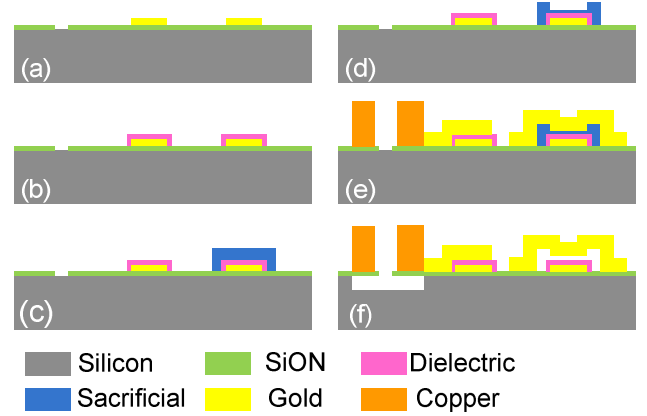 (a)
(d)
(b)
(e)
(c)
(f)
Silicon
SiON
Dielectric
Sacrificial
Gold
Copper